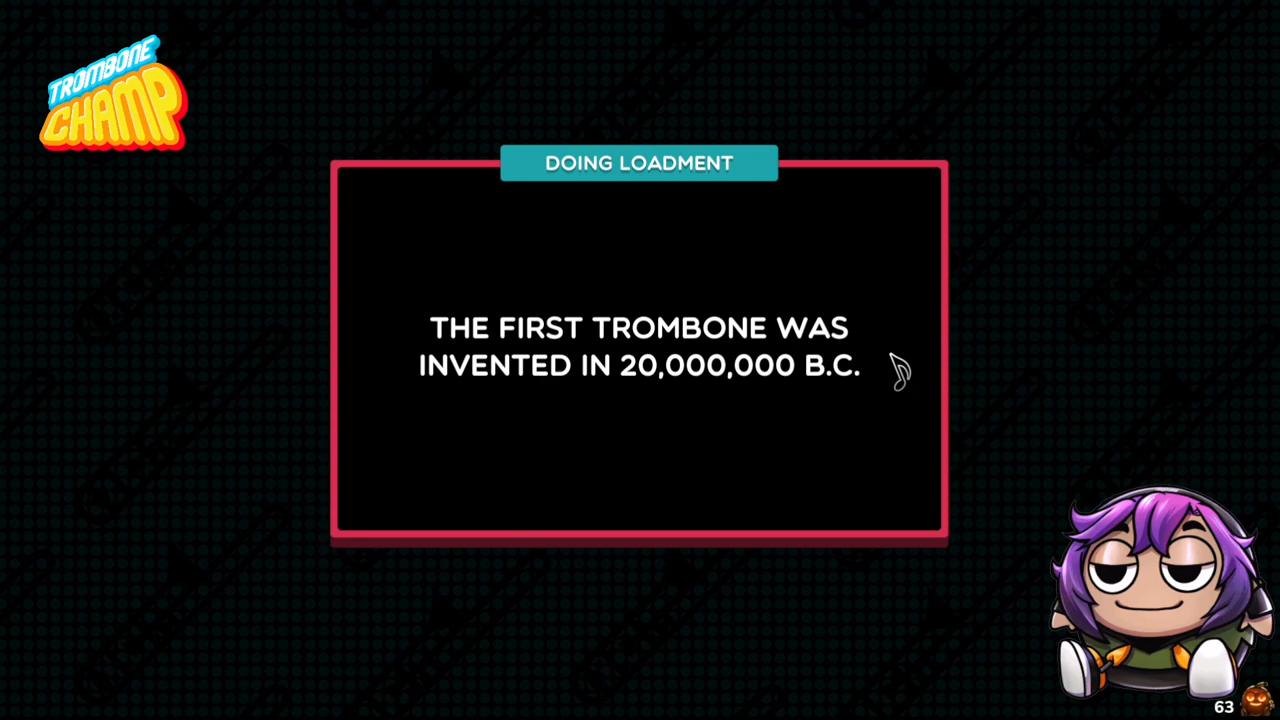 TROMBONE
CHAMP
DOING LOADMENT
THE FIRST TROMBONE WAS
INVENTED IN 20,000,000 B.C.
63